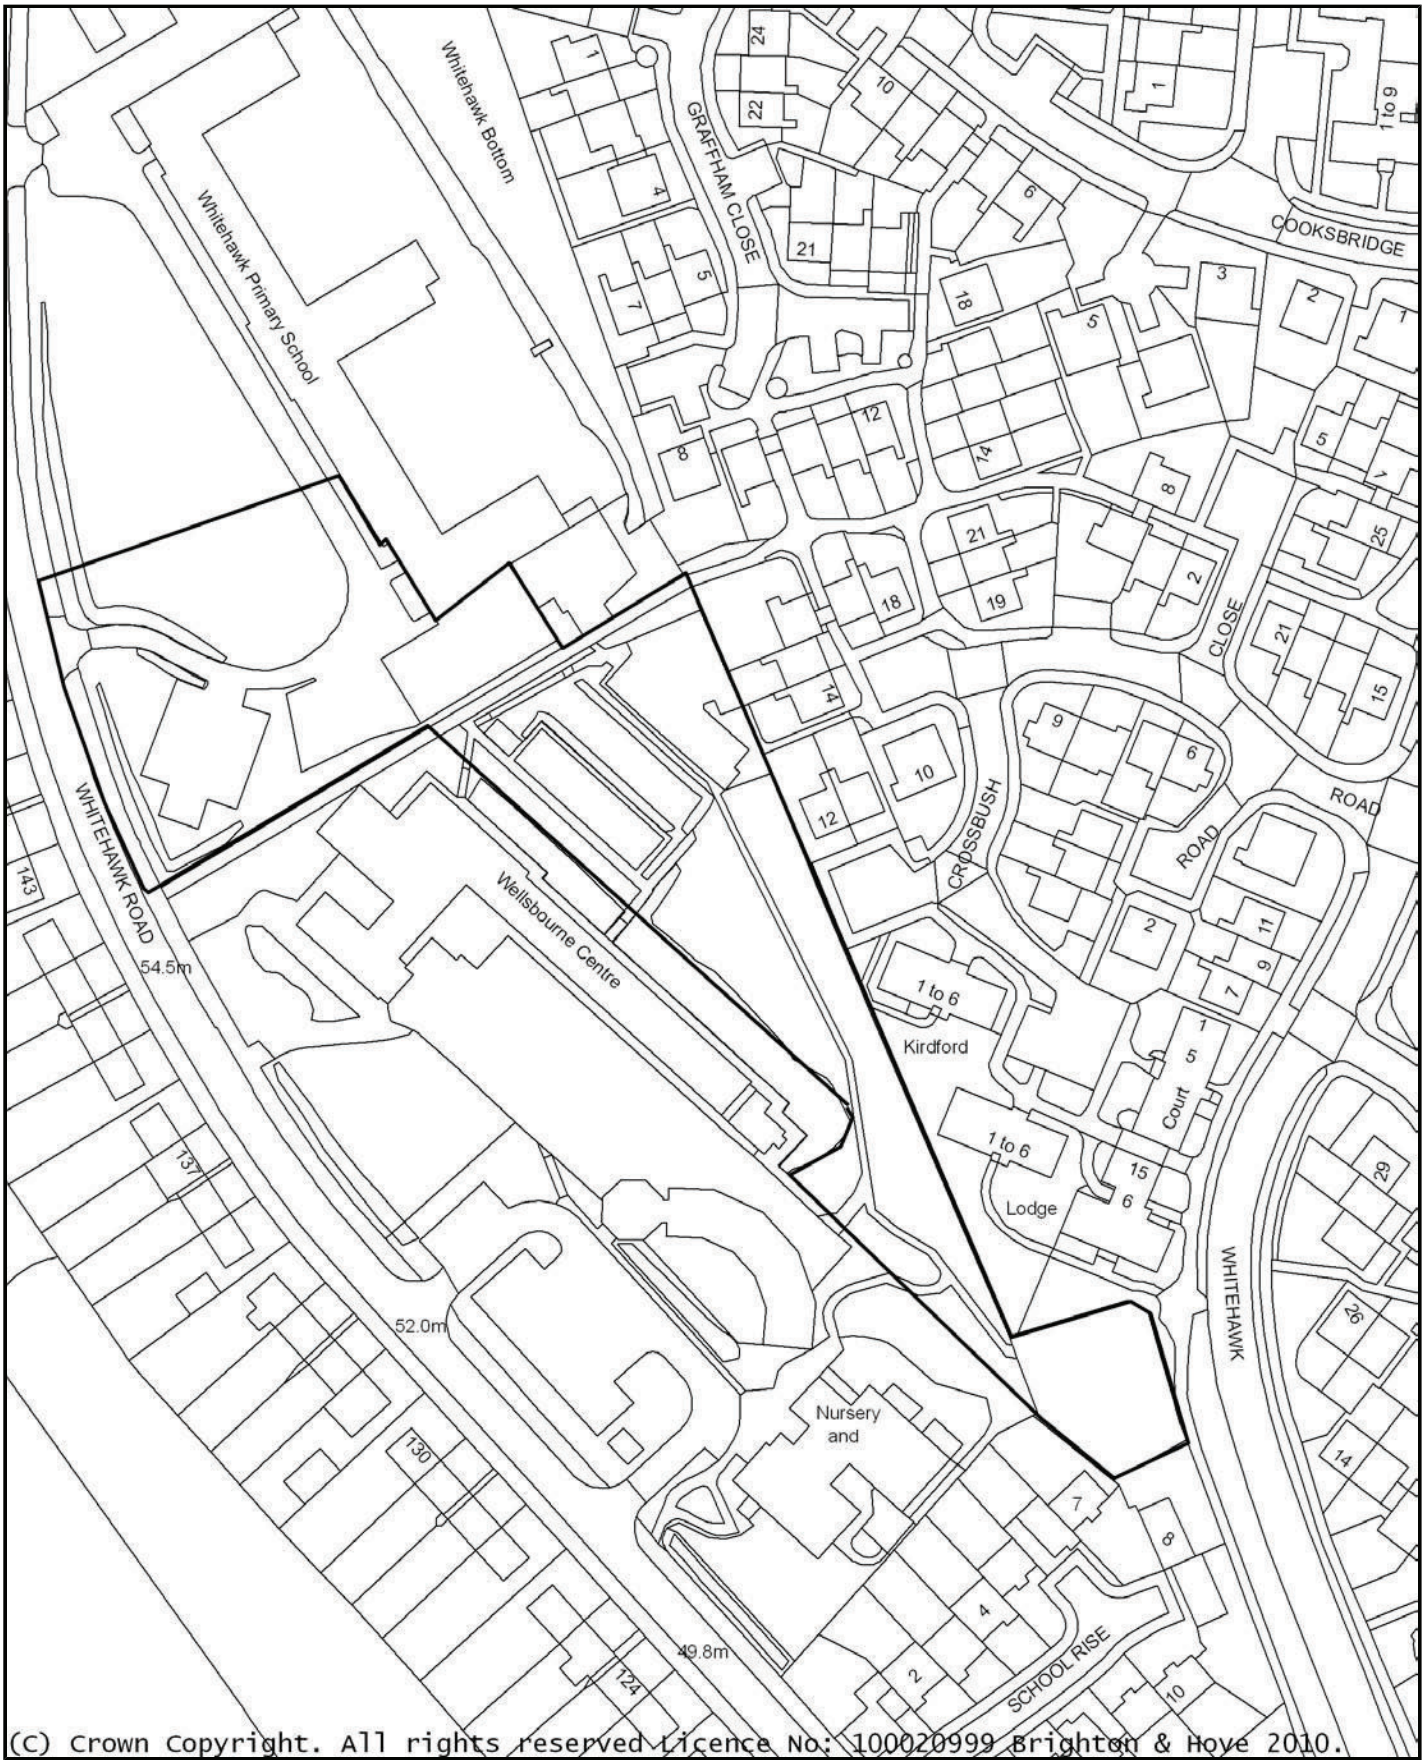 24
1
Whitehawk Bottom
10
1
1 to 9
22
GRAFFHAM CLOSE
4
6
Whitehawk Primary School
21
COOKSBRIDGE
5
3
18
2
7
5
1
12
5
8
14
7
8
21
25
18
19
2
CLOSE
21
14
15
9
6
10
WHITEHAWK ROAD
CROSSBUSH
ROAD
12
ROAD
143
Wellsbourne Centre
2
11
54.5m
9
1 to 6
7
1
Kirdford
5
Court
1 to 6
137
15
29
6
Lodge
WHITEHAWK
52.0m
26
Nursery
and
130
14
7
8
4
49.8m
SCHOOL RISE
2
124
10
(C) Crown Copyright. All rights reserved Licence No: 100020999 Brighton & Hove 2010.